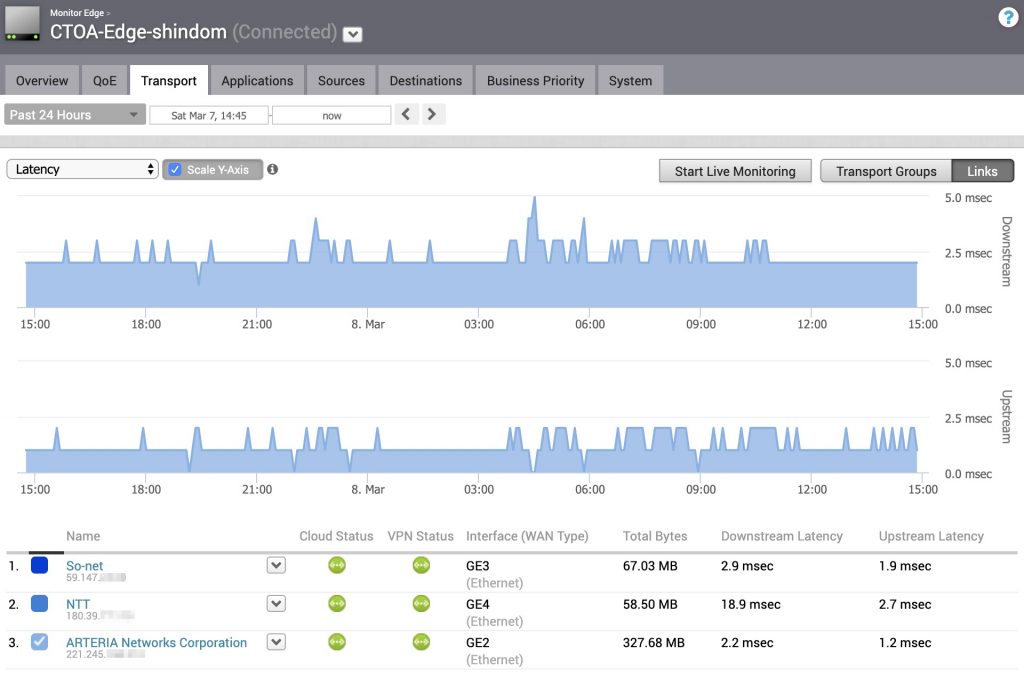 Monitor Edge >
CTOA-Edge-shindom (Connected)
?
Overview QoE Transport Applications Sources Destinations Business Priority System
Past 24 Hours Sat Mar 7, 14:45 - now
Latency Scale Y-Axis i Start Live Monitoring Transport Groups Links
5.0 msec
2.5 msec
0.0 msec
Downstream
15:00 18:00 21:00 8. Mar 03:00 06:00 09:00 12:00 15:00
5.0 msec
2.5 msec
0.0 msec
Upstream
15:00 18:00 21:00 8. Mar 03:00 06:00 09:00 12:00 15:00
Name Cloud Status VPN Status Interface (WAN Type) Total Bytes Downstream Latency Upstream Latency
1. So-net GE3 67.03 MB 2.9 msec 1.9 msec
59.147. (Ethernet)
2. NTT GE4 58.50 MB 18.9 msec 2.7 msec
180.39. (Ethernet)
3. ARTERIA Networks Corporation GE2 327.68 MB 2.2 msec 1.2 msec
221.245. (Ethernet)